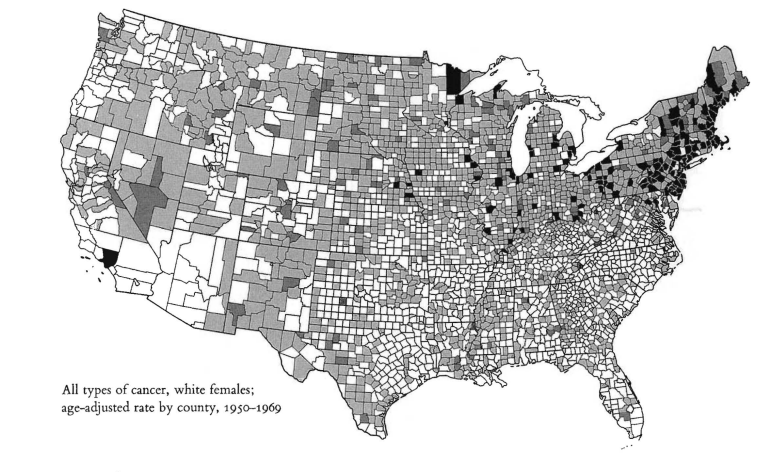 All types of cancer, white females;
age-adjusted rate by county, 1950–1969